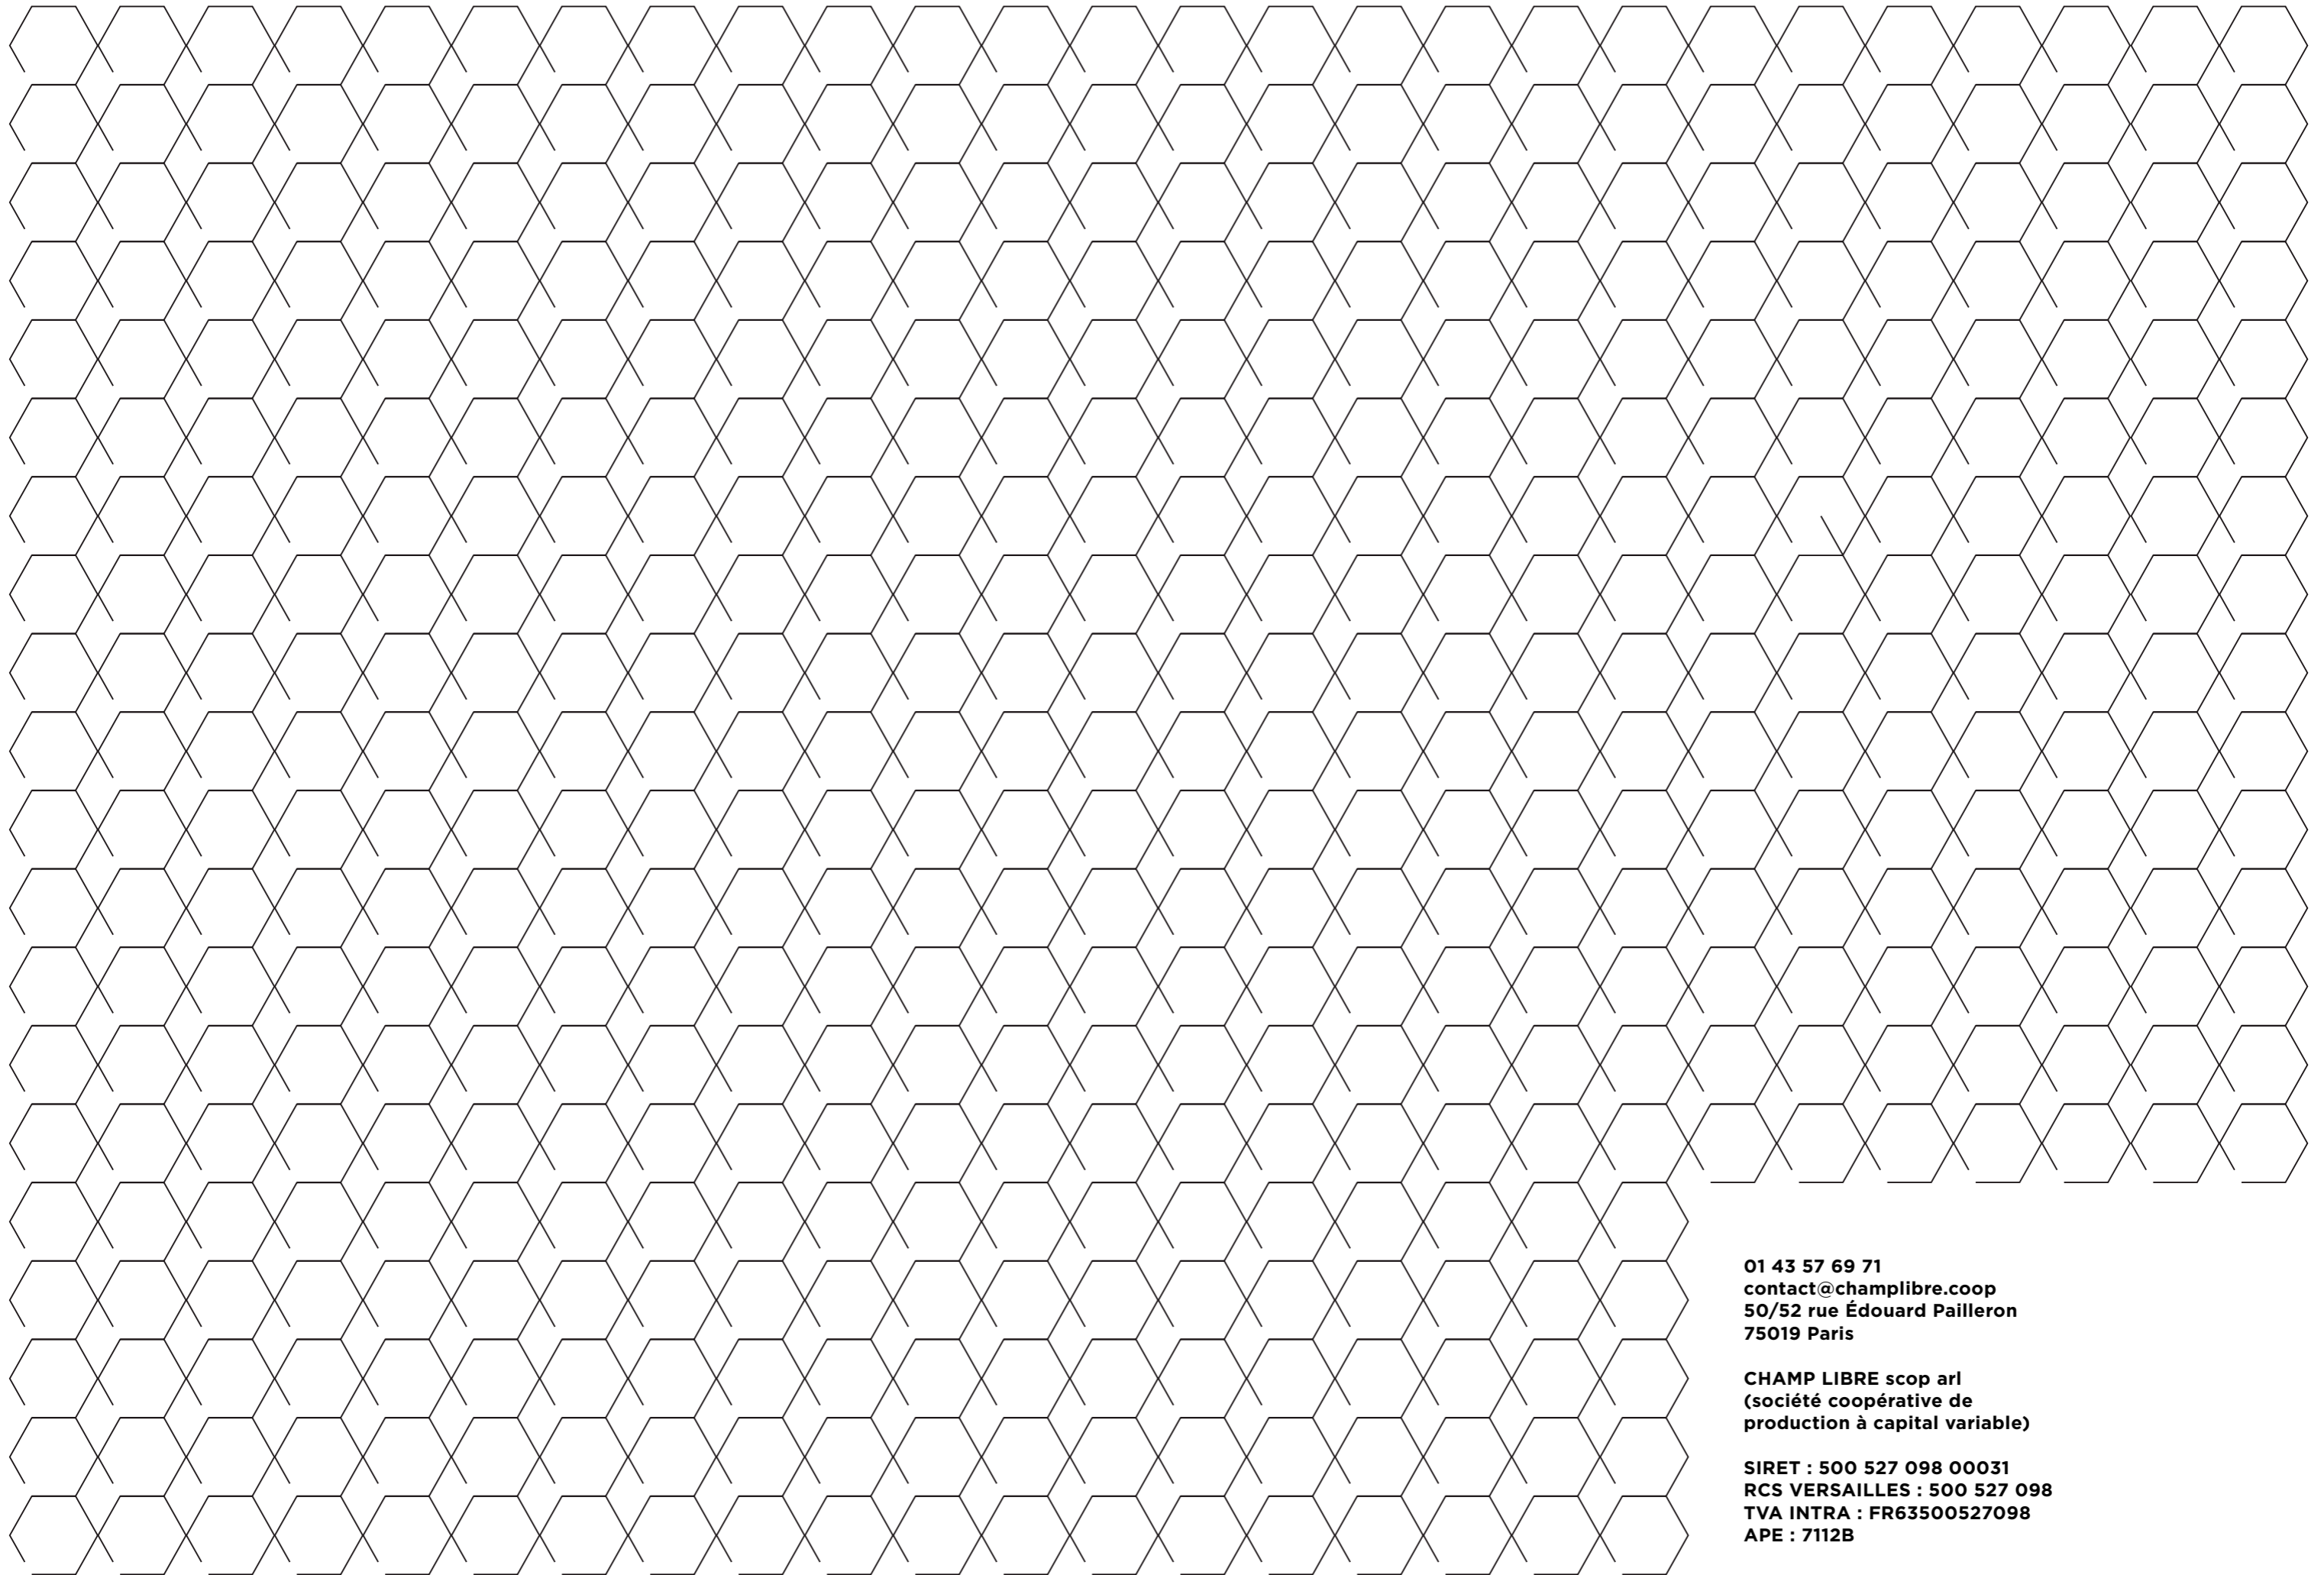 01 43 57 69 71
contact@champlibre.coop
50/52 rue Édouard Pailleron
75019 Paris
CHAMP LIBRE scop arl
(société coopérative de
production à capital variable)
SIRET : 500 527 098 00031
RCS VERSAILLES : 500 527 098
TVA INTRA : FR63500527098
APE : 7112B